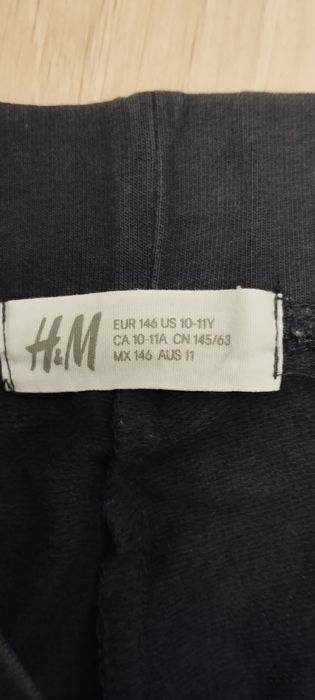 H&M
EUR 146 US 10-11Y
CA 10-11A CN 145/63
MX 146 AUS 11